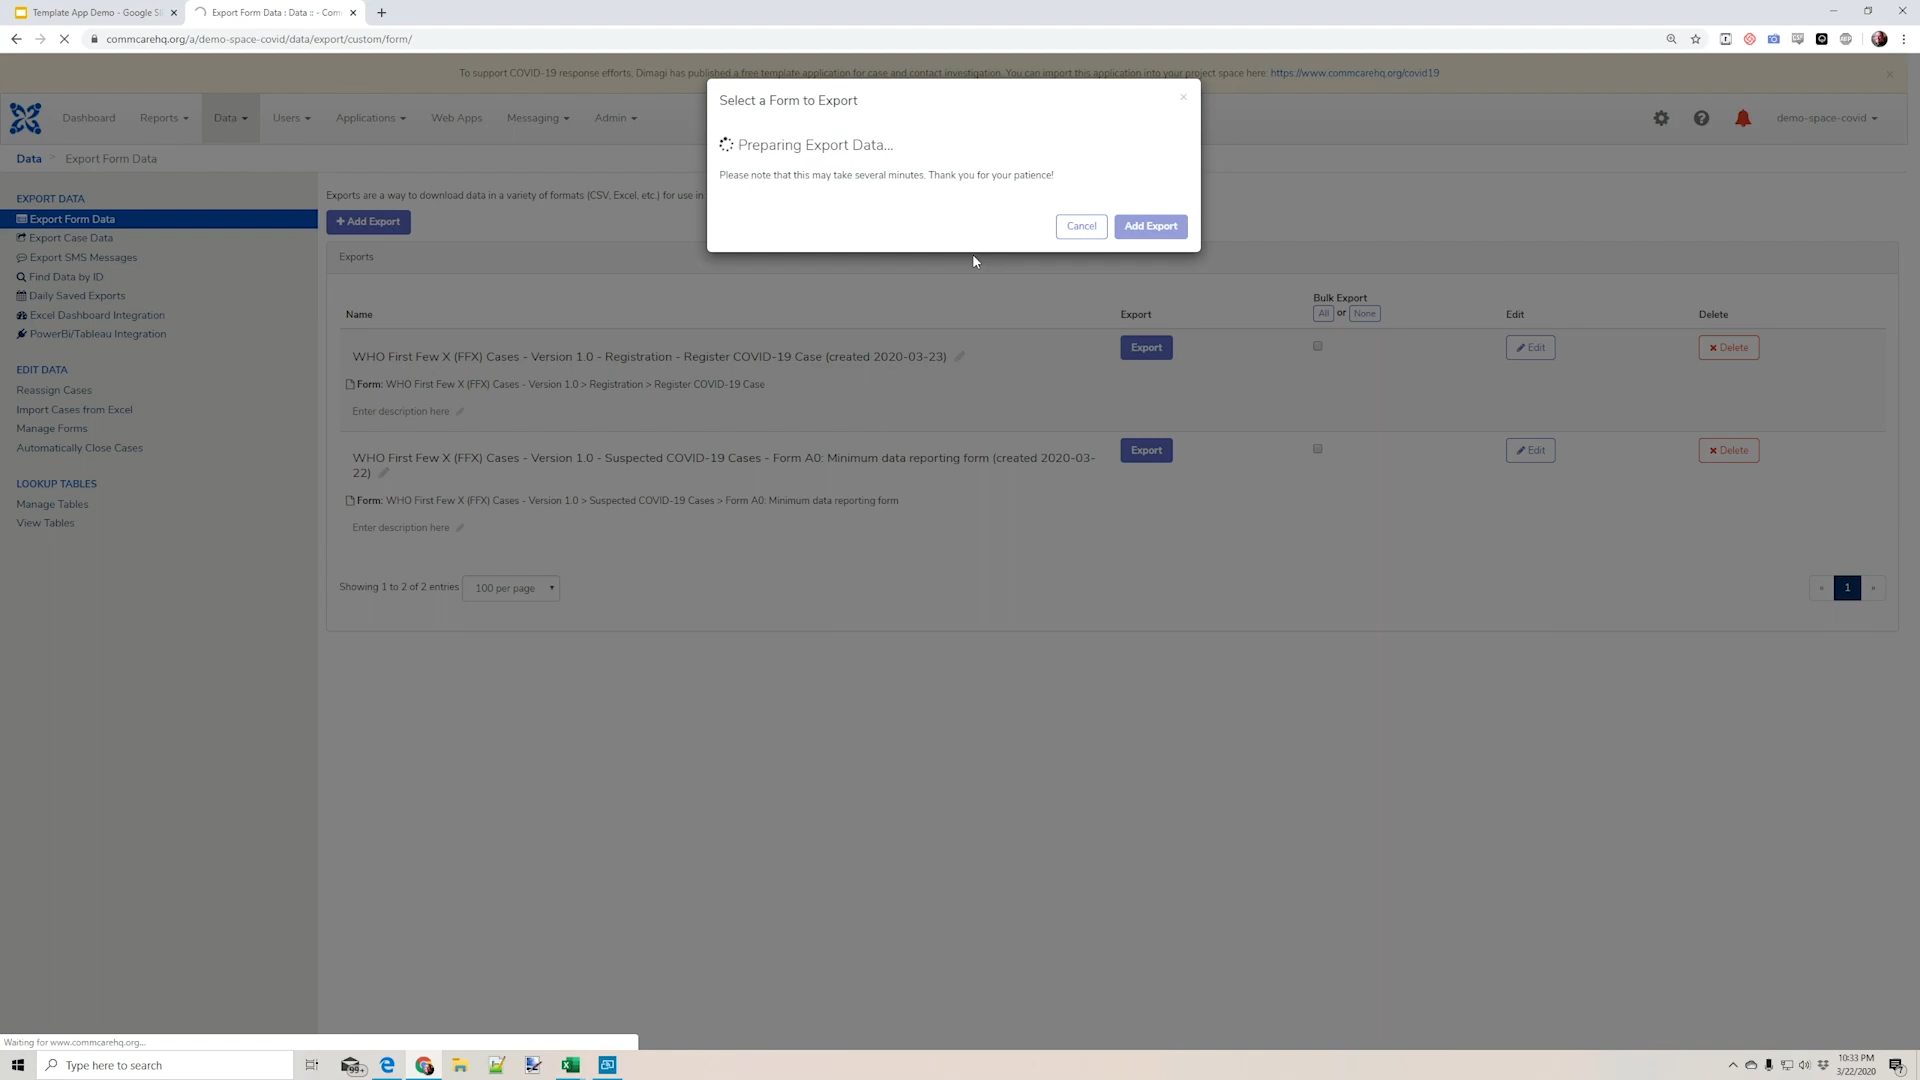 Template App Demo - Google Sli
Export Form Data : Data :: - Com
commcarehq.org/a/demo-space-covid/data/export/custom/form/
To support COVID-19 response efforts, Dimagi has published a free template application for case and contact investigation. You can import this application into your project space here: https://www.commcarehq.org/covid19
Dashboard
Reports
Data
Users
Applications
Web Apps
Messaging
Admin
demo-space-covid
Data > Export Form Data
Select a Form to Export
Preparing Export Data...
Please note that this may take several minutes. Thank you for your patience!
Cancel
Add Export
EXPORT DATA
Export Form Data
Export Case Data
Export SMS Messages
Find Data by ID
Daily Saved Exports
Excel Dashboard Integration
PowerBi/Tableau Integration
EDIT DATA
Reassign Cases
Import Cases from Excel
Manage Forms
Automatically Close Cases
LOOKUP TABLES
Manage Tables
View Tables
Exports are a way to download data in a variety of formats (CSV, Excel, etc.) for use in
+ Add Export
Exports
Name
Export
Bulk Export
All or None
Edit
Delete
WHO First Few X (FFX) Cases - Version 1.0 - Registration - Register COVID-19 Case (created 2020-03-23)
Export
Edit
Delete
Form: WHO First Few X (FFX) Cases - Version 1.0 > Registration > Register COVID-19 Case
Enter description here
WHO First Few X (FFX) Cases - Version 1.0 - Suspected COVID-19 Cases - Form A0: Minimum data reporting form (created 2020-03-
22)
Export
Edit
Delete
Form: WHO First Few X (FFX) Cases - Version 1.0 > Suspected COVID-19 Cases > Form A0: Minimum data reporting form
Enter description here
Showing 1 to 2 of 2 entries
100 per page
« 1 »
Waiting for www.commcarehq.org...
Type here to search
99+
10:33 PM
3/22/2020